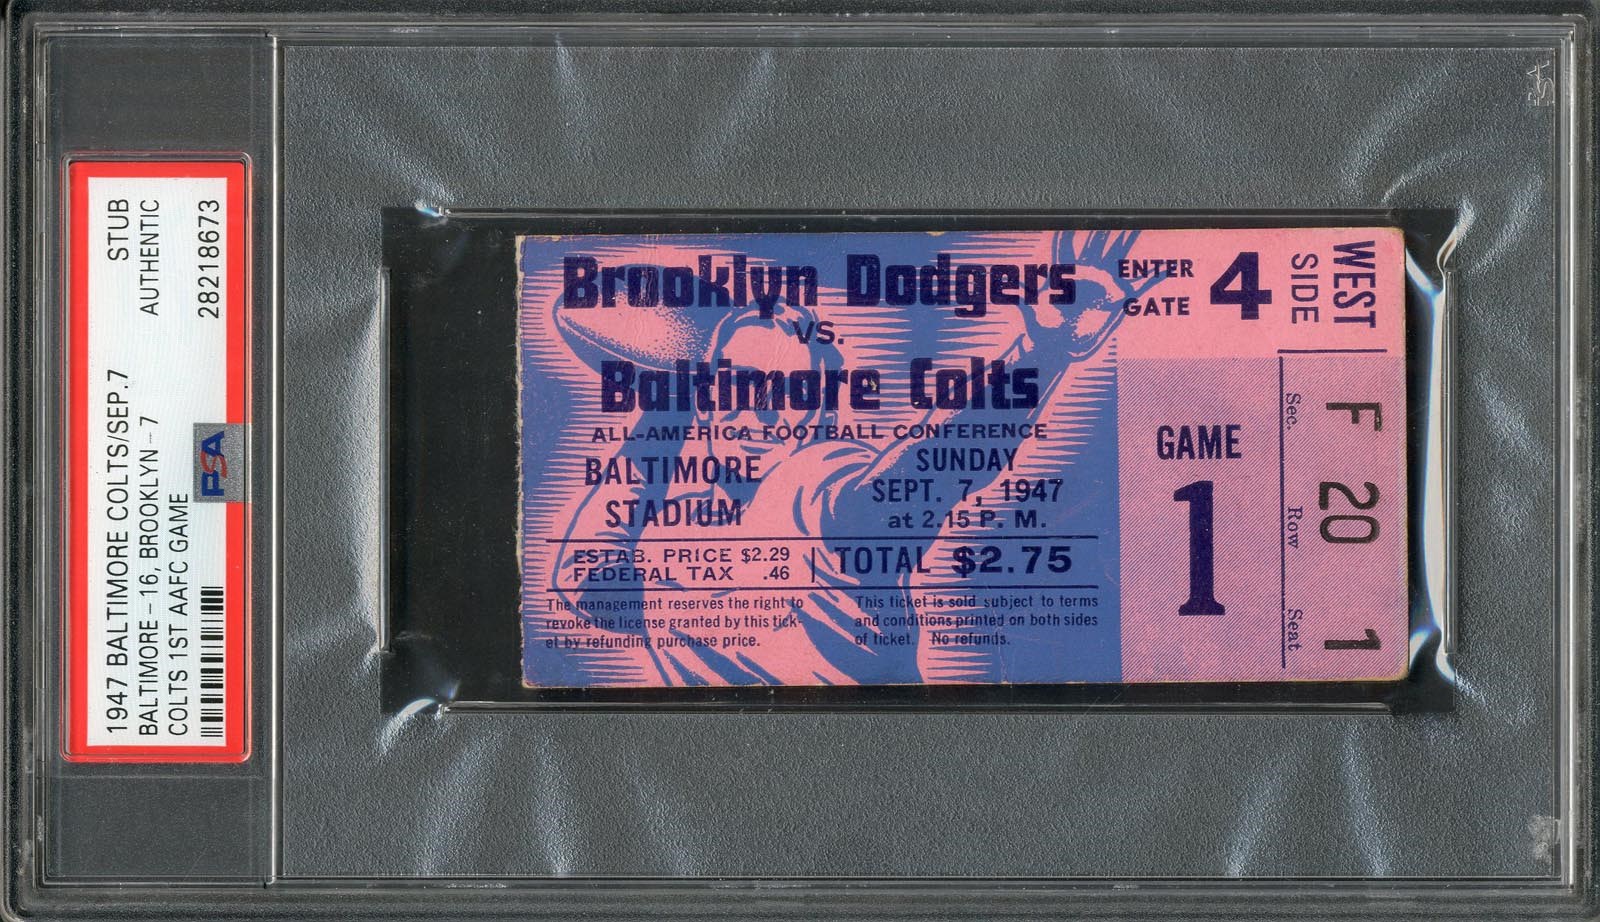 1947 BALTIMORE COLTS/SEP.7 STUB
BALTIMORE - 16, BROOKLYN - 7 AUTHENTIC
COLTS 1ST AAFC GAME
28218673
PSA
Brooklyn Dodgers
VS.
Baltimore Colts
ALL-AMERICA FOOTBALL CONFERENCE
BALTIMORE
STADIUM
SUNDAY
SEPT. 7, 1947
at 2.15 P. M.
ESTAB. PRICE $2.29
FEDERAL TAX .46
TOTAL $2.75
The management reserves the right to
revoke the license granted by this tick-
et by refunding purchase price.
This ticket is sold subject to terms
and conditions printed on both sides
of ticket. No refunds.
ENTER
GATE
4
GAME
1
WEST
SIDE
Sec. Row Seat
F 20 1
PSA